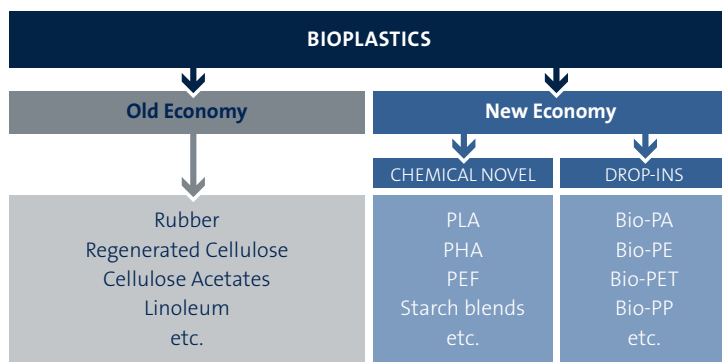 BIOPLASTICS
Old Economy
New Economy
CHEMICAL NOVEL
DROP-INS
Rubber
Regenerated Cellulose
Cellulose Acetates
Linoleum
etc.
PLA
PHA
PEF
Starch blends
etc.
Bio-PA
Bio-PE
Bio-PET
Bio-PP
etc.